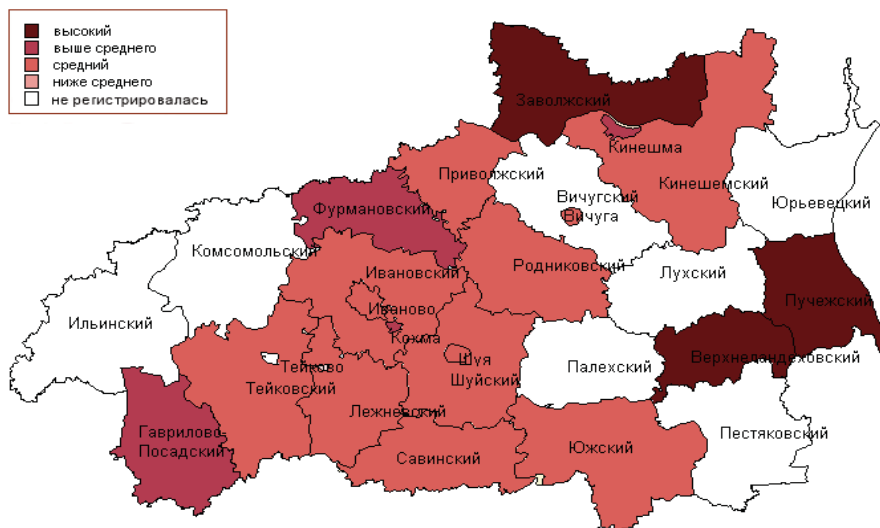 высокий
выше среднего
средний
ниже среднего
не регистрировалась
Заволжский
Кинешма
Приволжский
Кинешемский
Вичугский
Вичуга
Юрьевецкий
Фурмановский
Комсомольский
Ивановский
Родниковский
Лухский
Пучежский
Ильинский
Иваново
Кохма
Шуя
Шуйский
Палехский
Верхнеландеховский
Тейково
Тейковский
Лежневский
Пестяковский
Гаврилово-
Посадский
Савинский
Южский